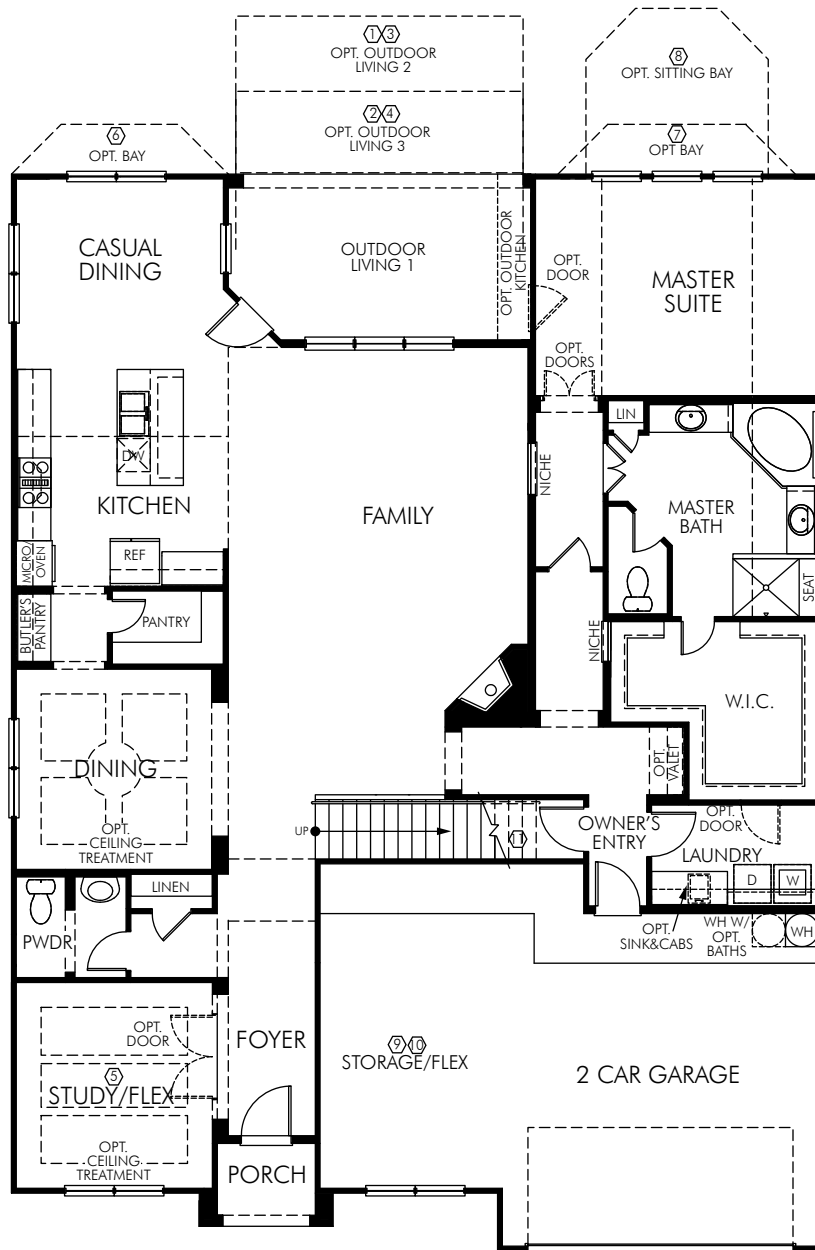 1 3
OPT. OUTDOOR
LIVING 2
8
OPT. SITTING BAY
2 4
OPT. OUTDOOR
LIVING 3
6
OPT. BAY
7
OPT BAY
CASUAL
DINING
OUTDOOR
LIVING 1
OPT. OUTDOOR
KITCHEN
OPT.
DOOR
MASTER
SUITE
OPT.
DOORS
LIN
DW
NICHE
KITCHEN
FAMILY
MASTER
BATH
MICRO
OVEN
REF
SEAT
BUTLER'S
PANTRY
PANTRY
NICHE
W.I.C.
DINING
OPT.
VALET
OPT.
CEILING
TREATMENT
UP
11
OWNER'S
ENTRY
OPT.
DOOR
LAUNDRY
D
W
LINEN
PWDR
OPT.
SINK&CABS
WH W/
OPT.
BATHS
WH
OPT.
DOOR
FOYER
9 10
STORAGE/FLEX
2 CAR GARAGE
5
STUDY/FLEX
OPT.
CEILING
TREATMENT
PORCH